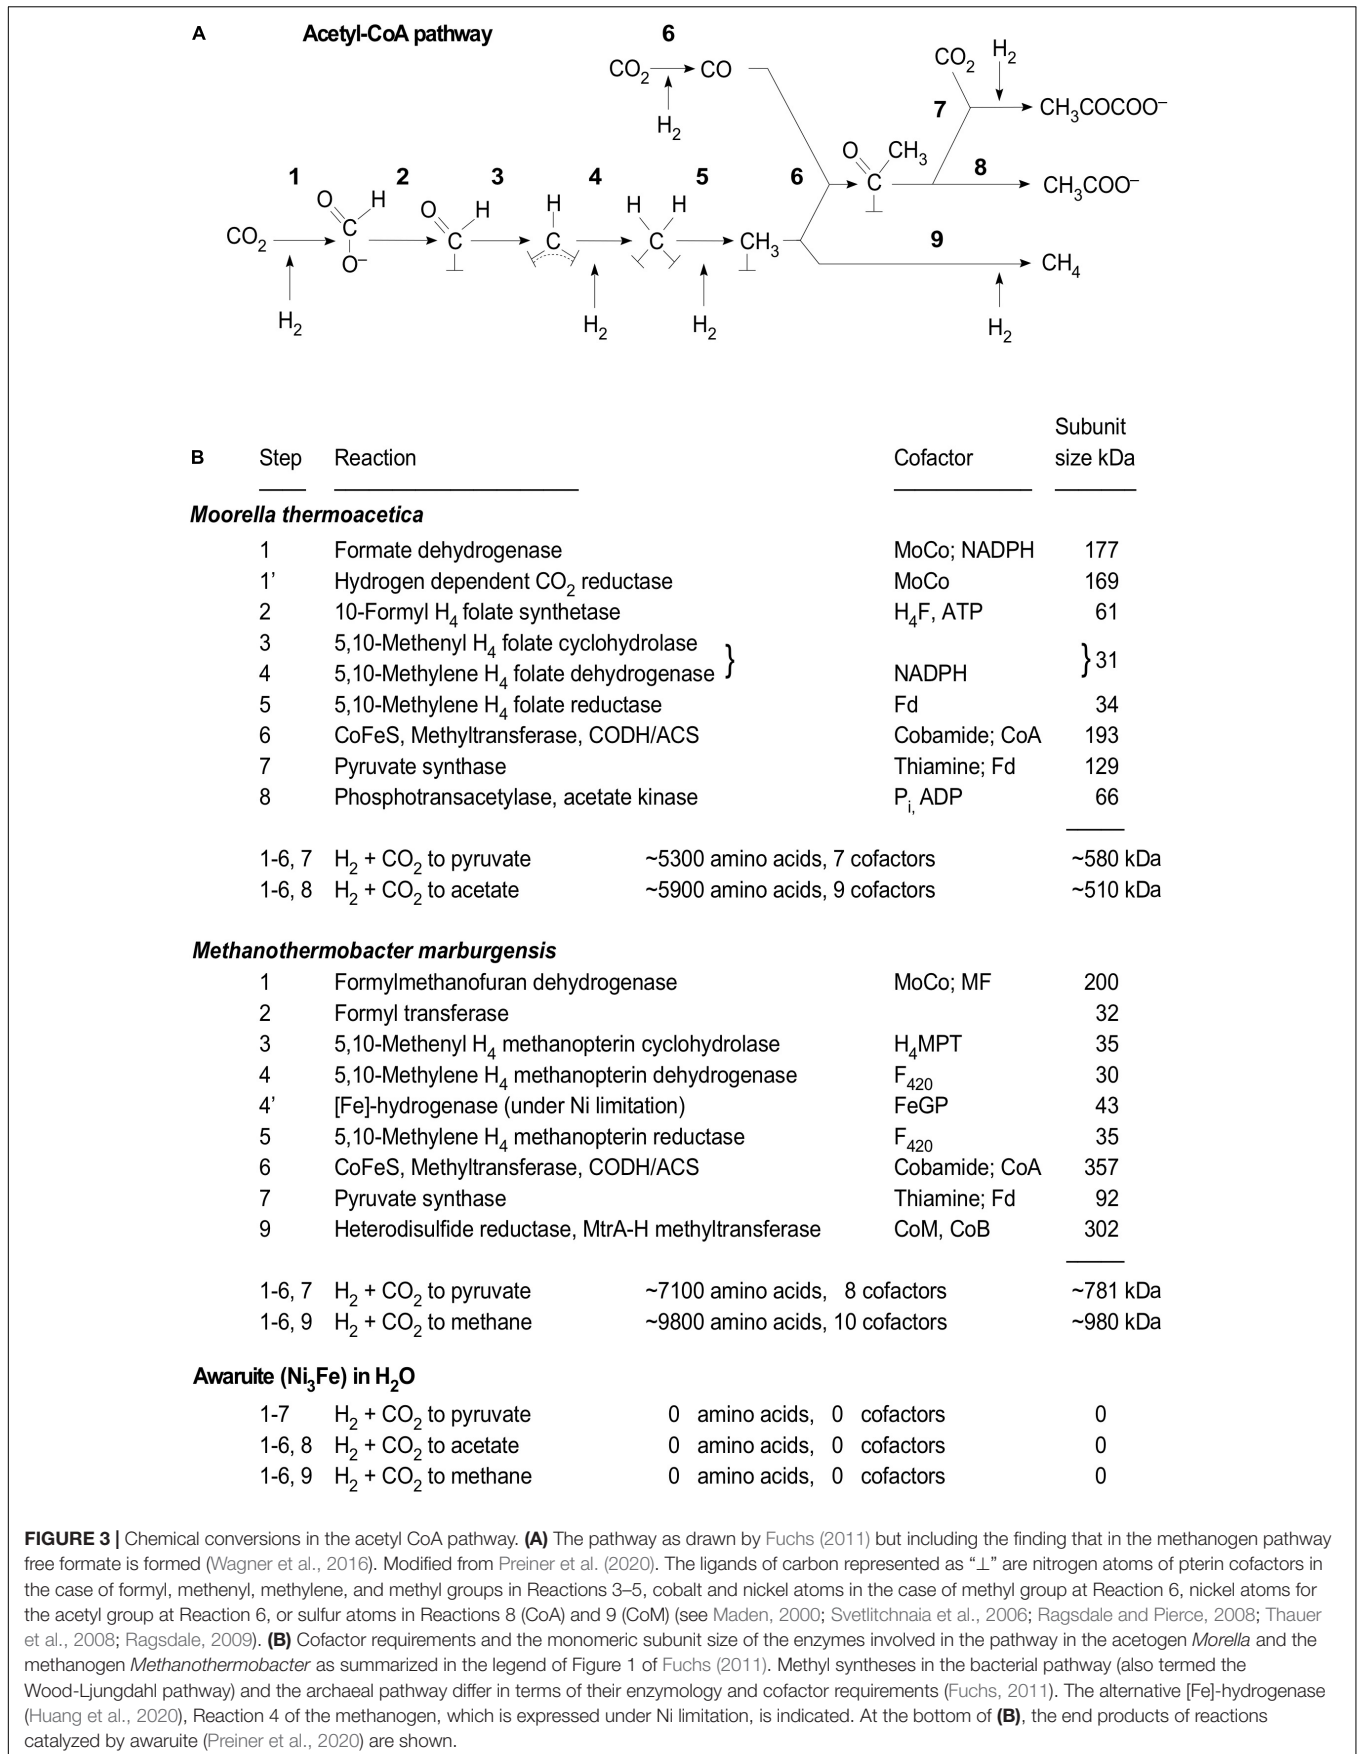 A Acetyl-CoA pathway 6
CO2 CO
H2
CO2 H2
7 CH3COCOO–
O CH3
C
8 CH3COO–
1 2 3 4 5 6
CO2
O H
C
O–
O H
C
H
C
H H
C
CH3
9 CH4
H2 H2 H2 H2
Subunit
B Step Reaction Cofactor size kDa
Moorella thermoacetica
1 Formate dehydrogenase MoCo; NADPH 177
1' Hydrogen dependent CO2 reductase MoCo 169
2 10-Formyl H4 folate synthetase H4F, ATP 61
3 5,10-Methenyl H4 folate cyclohydrolase
} } 31
4 5,10-Methylene H4 folate dehydrogenase NADPH
5 5,10-Methylene H4 folate reductase Fd 34
6 CoFeS, Methyltransferase, CODH/ACS Cobamide; CoA 193
7 Pyruvate synthase Thiamine; Fd 129
8 Phosphotransacetylase, acetate kinase Pi, ADP 66
1-6, 7 H2 + CO2 to pyruvate ~5300 amino acids, 7 cofactors ~580 kDa
1-6, 8 H2 + CO2 to acetate ~5900 amino acids, 9 cofactors ~510 kDa
Methanothermobacter marburgensis
1 Formylmethanofuran dehydrogenase MoCo; MF 200
2 Formyl transferase 32
3 5,10-Methenyl H4 methanopterin cyclohydrolase H4MPT 35
4 5,10-Methylene H4 methanopterin dehydrogenase F420 30
4' [Fe]-hydrogenase (under Ni limitation) FeGP 43
5 5,10-Methylene H4 methanopterin reductase F420 35
6 CoFeS, Methyltransferase, CODH/ACS Cobamide; CoA 357
7 Pyruvate synthase Thiamine; Fd 92
9 Heterodisulfide reductase, MtrA-H methyltransferase CoM, CoB 302
1-6, 7 H2 + CO2 to pyruvate ~7100 amino acids, 8 cofactors ~781 kDa
1-6, 9 H2 + CO2 to methane ~9800 amino acids, 10 cofactors ~980 kDa
Awaruite (Ni3Fe) in H2O
1-7 H2 + CO2 to pyruvate 0 amino acids, 0 cofactors 0
1-6, 8 H2 + CO2 to acetate 0 amino acids, 0 cofactors 0
1-6, 9 H2 + CO2 to methane 0 amino acids, 0 cofactors 0
FIGURE 3 | Chemical conversions in the acetyl CoA pathway. (A) The pathway as drawn by Fuchs (2011) but including the finding that in the methanogen pathway
free formate is formed (Wagner et al., 2016). Modified from Preiner et al. (2020). The ligands of carbon represented as “⊥” are nitrogen atoms of pterin cofactors in
the case of formyl, methenyl, methylene, and methyl groups in Reactions 3–5, cobalt and nickel atoms in the case of methyl group at Reaction 6, nickel atoms for
the acetyl group at Reaction 6, or sulfur atoms in Reactions 8 (CoA) and 9 (CoM) (see Maden, 2000; Svetlitchnaia et al., 2006; Ragsdale and Pierce, 2008; Thauer
et al., 2008; Ragsdale, 2009). (B) Cofactor requirements and the monomeric subunit size of the enzymes involved in the pathway in the acetogen Morella and the
methanogen Methanothermobacter as summarized in the legend of Figure 1 of Fuchs (2011). Methyl syntheses in the bacterial pathway (also termed the
Wood-Ljungdahl pathway) and the archaeal pathway differ in terms of their enzymology and cofactor requirements (Fuchs, 2011). The alternative [Fe]-hydrogenase
(Huang et al., 2020), Reaction 4 of the methanogen, which is expressed under Ni limitation, is indicated. At the bottom of (B), the end products of reactions
catalyzed by awaruite (Preiner et al., 2020) are shown.